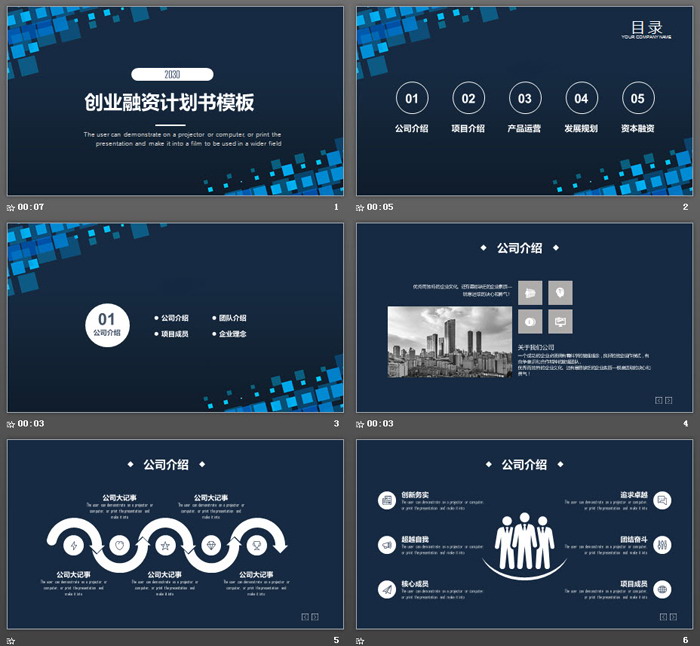 2030
创业融资计划书模板
The user can demonstrate on a projector or computer, or print the
presentation and make it into a film to be used in a wider field
00:07
1
目录
YOUR COMPANY NAME
01
02
03
04
05
公司介绍
项目介绍
产品运营
发展规划
资本融资
00:05
2
01
公司介绍
公司介绍
团队介绍
项目成员
企业理念
00:03
3
公司介绍
关于我们公司
00:03
4
公司介绍
公司大记事
The user can demonstrate on a projector or
computer, or print the presentation and
make it into
公司大记事
The user can demonstrate on a projector or
computer, or print the presentation and
make it into
公司大记事
The user can demonstrate on a projector or
computer, or print the presentation and
make it into
公司大记事
The user can demonstrate on a projector or
computer, or print the presentation and
make it into
公司大记事
The user can demonstrate on a projector or
computer, or print the presentation and
make it into
5
公司介绍
创新务实
The user can demonstrate on a projector or computer,
or print the presentation and make it into
超越自我
The user can demonstrate on a projector or computer,
or print the presentation and make it into
核心成员
The user can demonstrate on a projector or computer,
or print the presentation and make it into
追求卓越
The user can demonstrate on a projector or computer,
or print the presentation and make it into
团结奋斗
The user can demonstrate on a projector or computer,
or print the presentation and make it into
项目成员
The user can demonstrate on a projector or computer,
or print the presentation and make it into
6